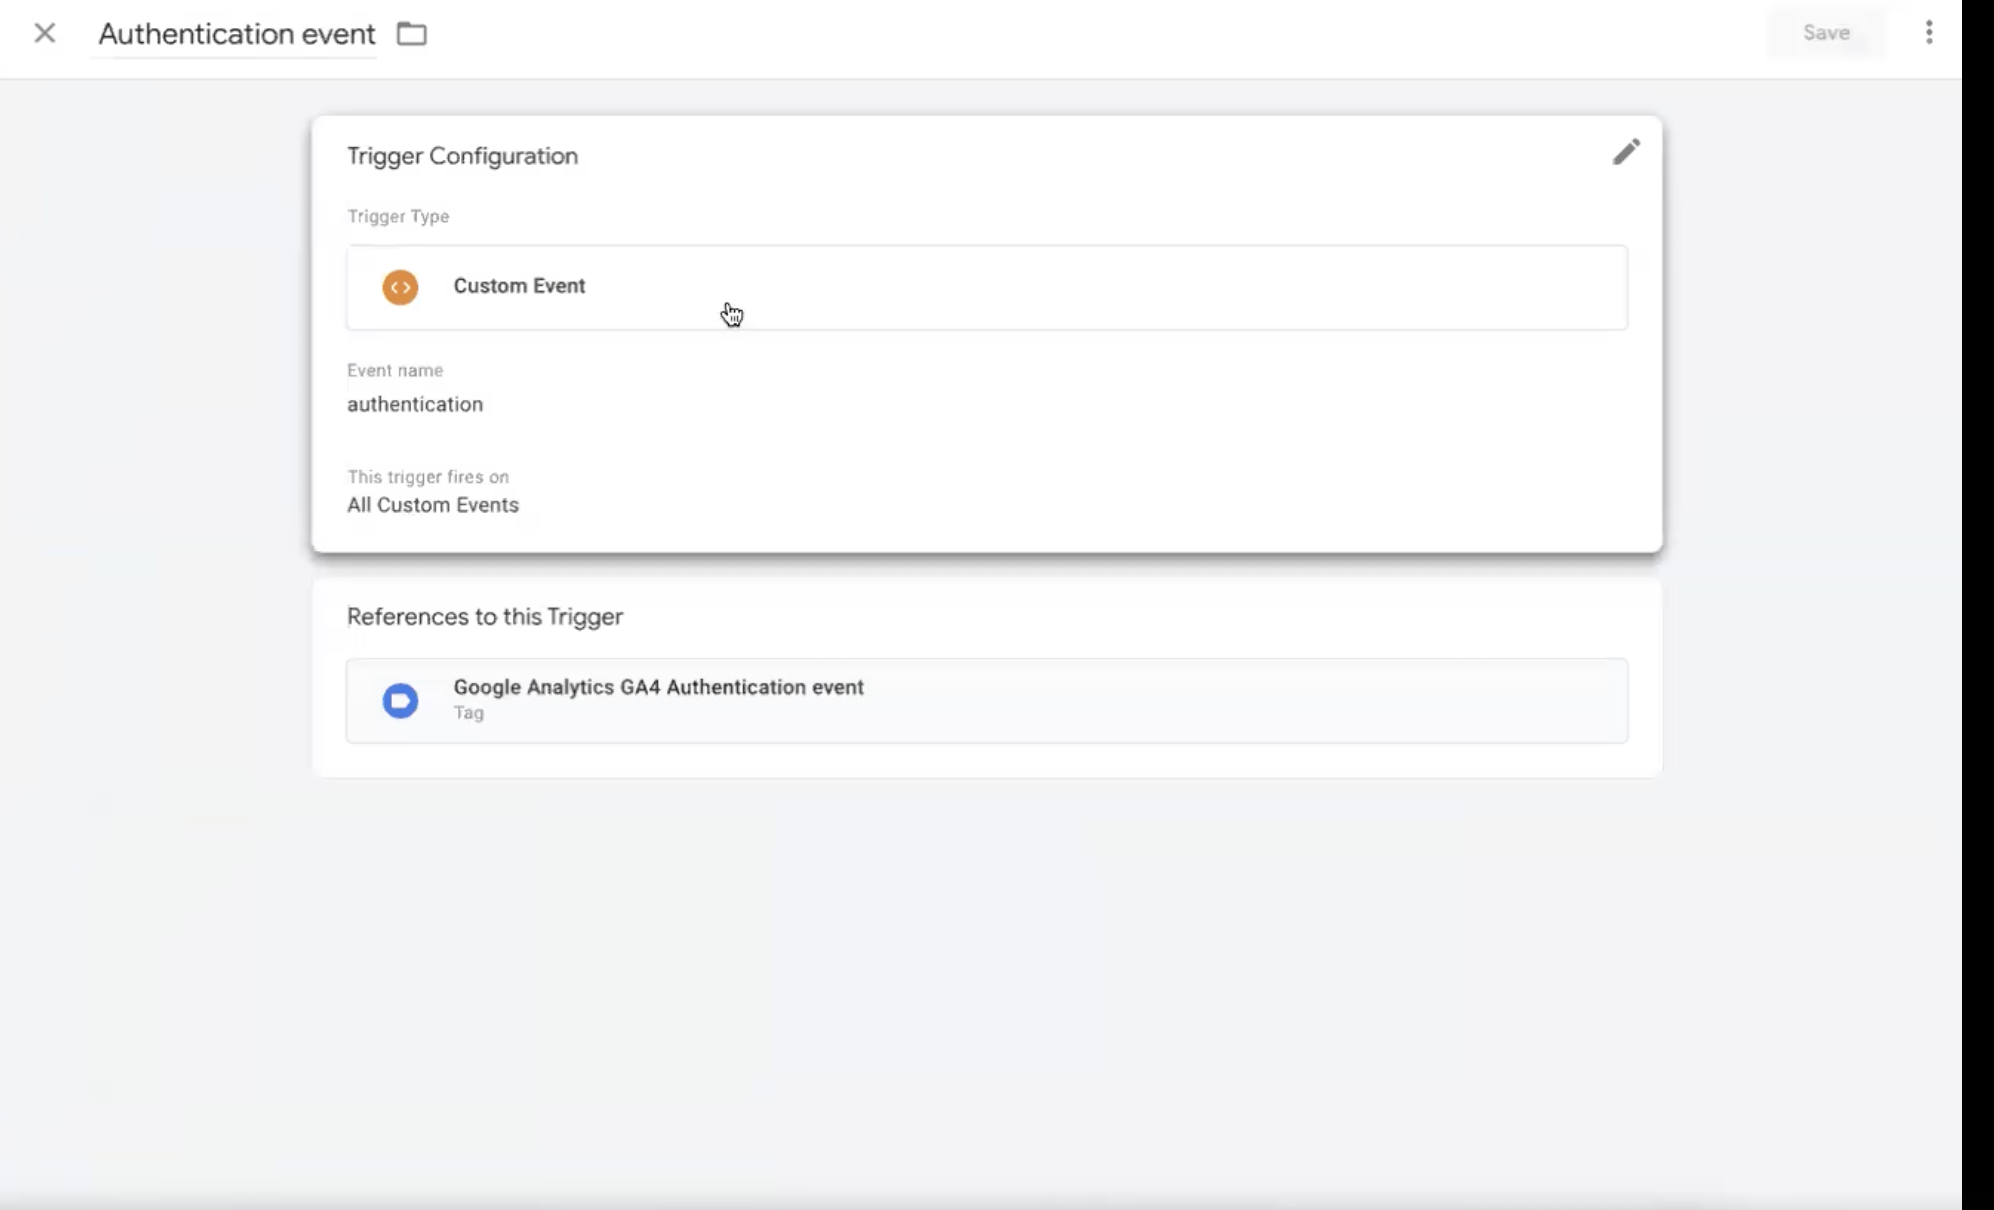 Authentication event
Save
Trigger Configuration
Trigger Type
Custom Event
Event name
authentication
This trigger fires on
All Custom Events
References to this Trigger
Google Analytics GA4 Authentication event
Tag